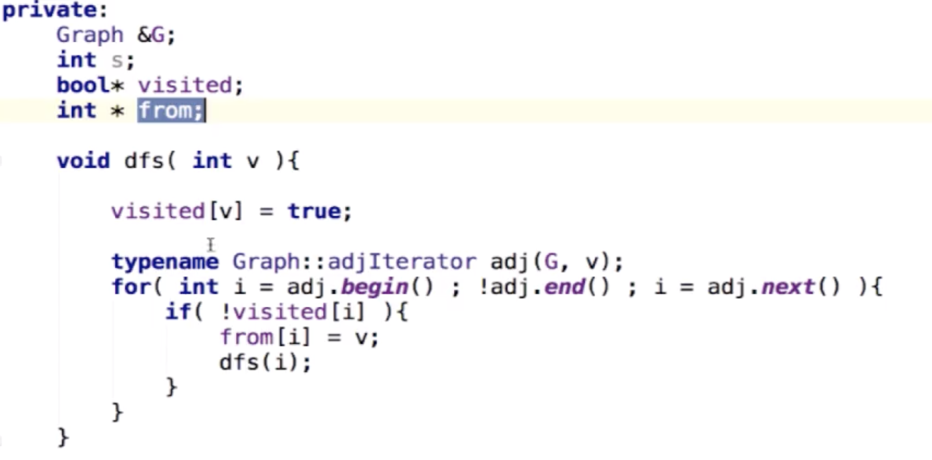 private:
    Graph &G;
    int s;
    bool* visited;
    int * from;
    void dfs( int v ){
        visited[v] = true;
        typename Graph::adjIterator adj(G, v);
        for( int i = adj.begin() ; !adj.end() ; i = adj.next() ){
            if( !visited[i] ){
                from[i] = v;
                dfs(i);
            }
        }
    }